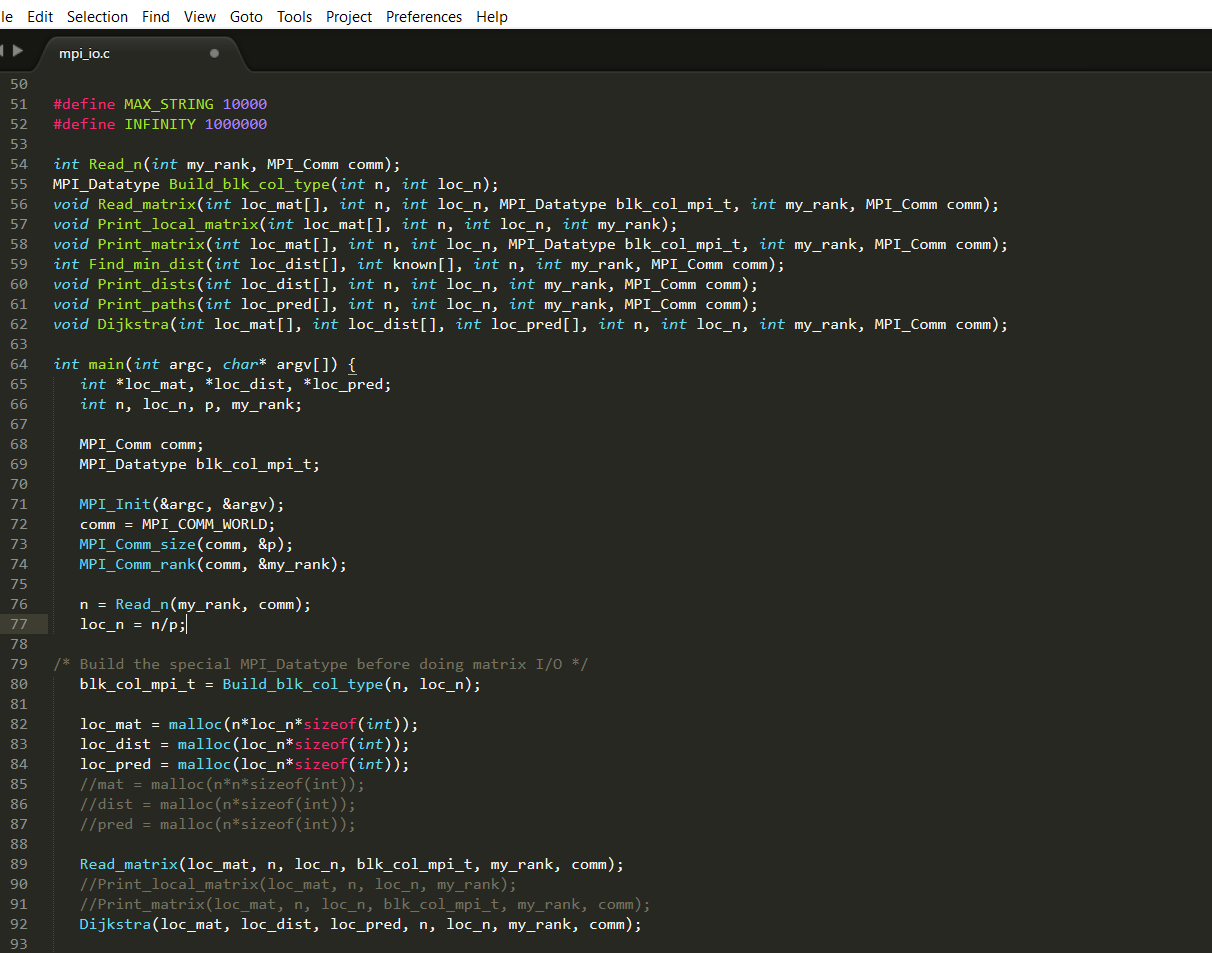 le Edit Selection Find View Goto Tools Project Preferences Help
mpi_io.c
50
51 #define MAX_STRING 10000
52 #define INFINITY 1000000
53
54 int Read_n(int my_rank, MPI_Comm comm);
55 MPI_Datatype Build_blk_col_type(int n, int loc_n);
56 void Read_matrix(int loc_mat[], int n, int loc_n, MPI_Datatype blk_col_mpi_t, int my_rank, MPI_Comm comm);
57 void Print_local_matrix(int loc_mat[], int n, int loc_n, int my_rank);
58 void Print_matrix(int loc_mat[], int n, int loc_n, MPI_Datatype blk_col_mpi_t, int my_rank, MPI_Comm comm);
59 int Find_min_dist(int loc_dist[], int known[], int n, int my_rank, MPI_Comm comm);
60 void Print_dists(int loc_dist[], int n, int loc_n, int my_rank, MPI_Comm comm);
61 void Print_paths(int loc_pred[], int n, int loc_n, int my_rank, MPI_Comm comm);
62 void Dijkstra(int loc_mat[], int loc_dist[], int loc_pred[], int n, int loc_n, int my_rank, MPI_Comm comm);
63
64 int main(int argc, char* argv[]) {
65    int *loc_mat, *loc_dist, *loc_pred;
66    int n, loc_n, p, my_rank;
67
68    MPI_Comm comm;
69    MPI_Datatype blk_col_mpi_t;
70
71    MPI_Init(&argc, &argv);
72    comm = MPI_COMM_WORLD;
73    MPI_Comm_size(comm, &p);
74    MPI_Comm_rank(comm, &my_rank);
75
76    n = Read_n(my_rank, comm);
77    loc_n = n/p;
78
79 /* Build the special MPI_Datatype before doing matrix I/O */
80    blk_col_mpi_t = Build_blk_col_type(n, loc_n);
81
82    loc_mat = malloc(n*loc_n*sizeof(int));
83    loc_dist = malloc(loc_n*sizeof(int));
84    loc_pred = malloc(loc_n*sizeof(int));
85    //mat = malloc(n*n*sizeof(int));
86    //dist = malloc(n*sizeof(int));
87    //pred = malloc(n*sizeof(int));
88
89    Read_matrix(loc_mat, n, loc_n, blk_col_mpi_t, my_rank, comm);
90    //Print_local_matrix(loc_mat, n, loc_n, my_rank);
91    //Print_matrix(loc_mat, n, loc_n, blk_col_mpi_t, my_rank, comm);
92    Dijkstra(loc_mat, loc_dist, loc_pred, n, loc_n, my_rank, comm);
93